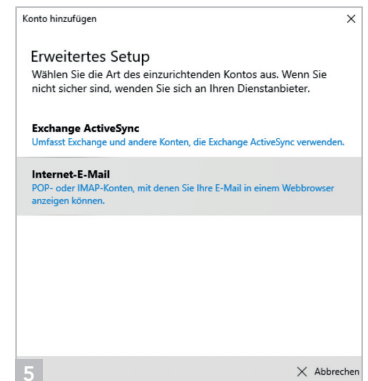 Konto hinzufügen
Erweitertes Setup
Wählen Sie die Art des einzurichtenden Kontos aus. Wenn Sie
nicht sicher sind, wenden Sie sich an Ihren Dienstanbieter.
Exchange ActiveSync
Umfasst Exchange und andere Konten, die Exchange ActiveSync verwenden.
Internet-E-Mail
POP- oder IMAP-Konten, mit denen Sie Ihre E-Mail in einem Webbrowser
anzeigen können.
5
Abbrechen